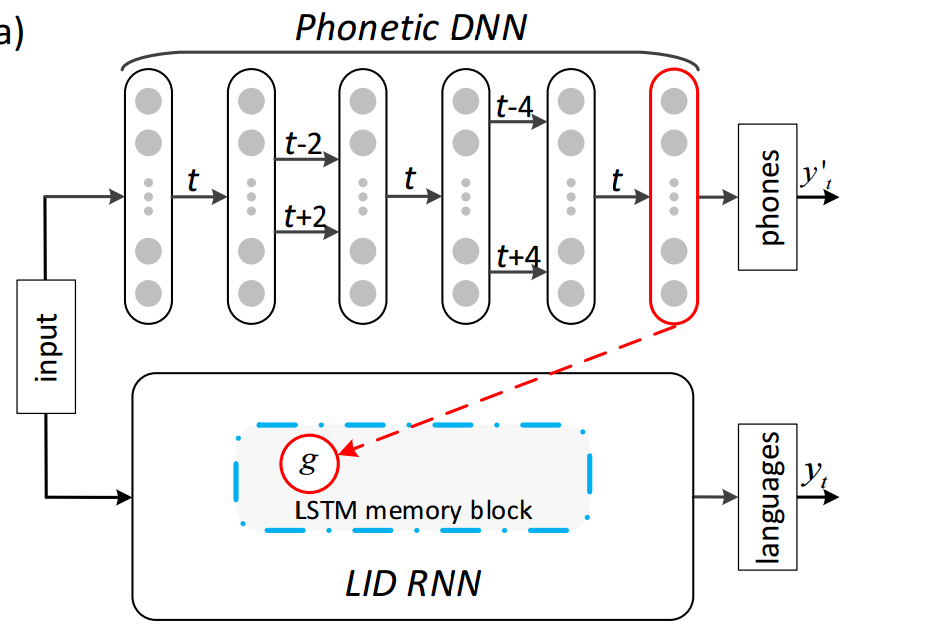 a)
Phonetic DNN
t
t-2
t+2
t
t-4
t+4
t
phones
y't
input
g
LSTM memory block
LID RNN
languages
yt